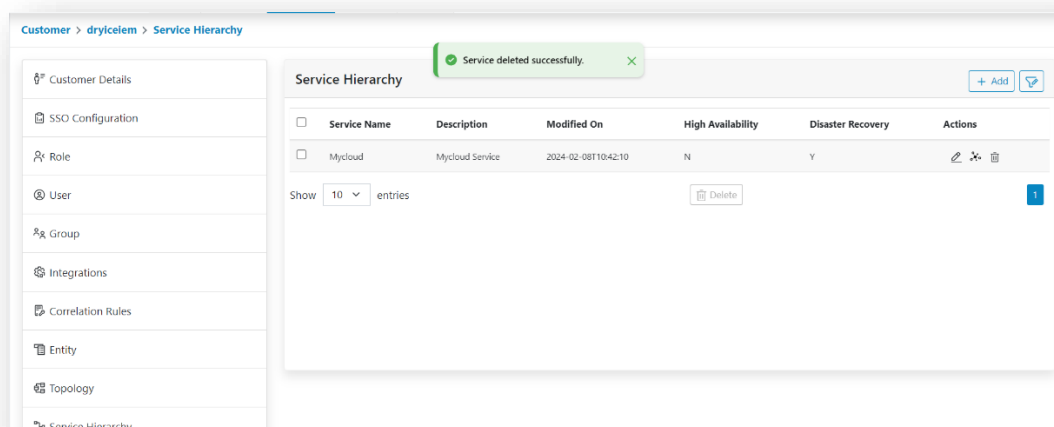 Customer > dryiceiem > Service Hierarchy
Service deleted successfully.
Customer Details
SSO Configuration
Role
User
Group
Integrations
Correlation Rules
Entity
Topology
Service Hierarchy
Service Hierarchy
+ Add
Service Name Description Modified On High Availability Disaster Recovery Actions
Mycloud Mycloud Service 2024-02-08T10:42:10 N Y
Show 10 entries
Delete
1